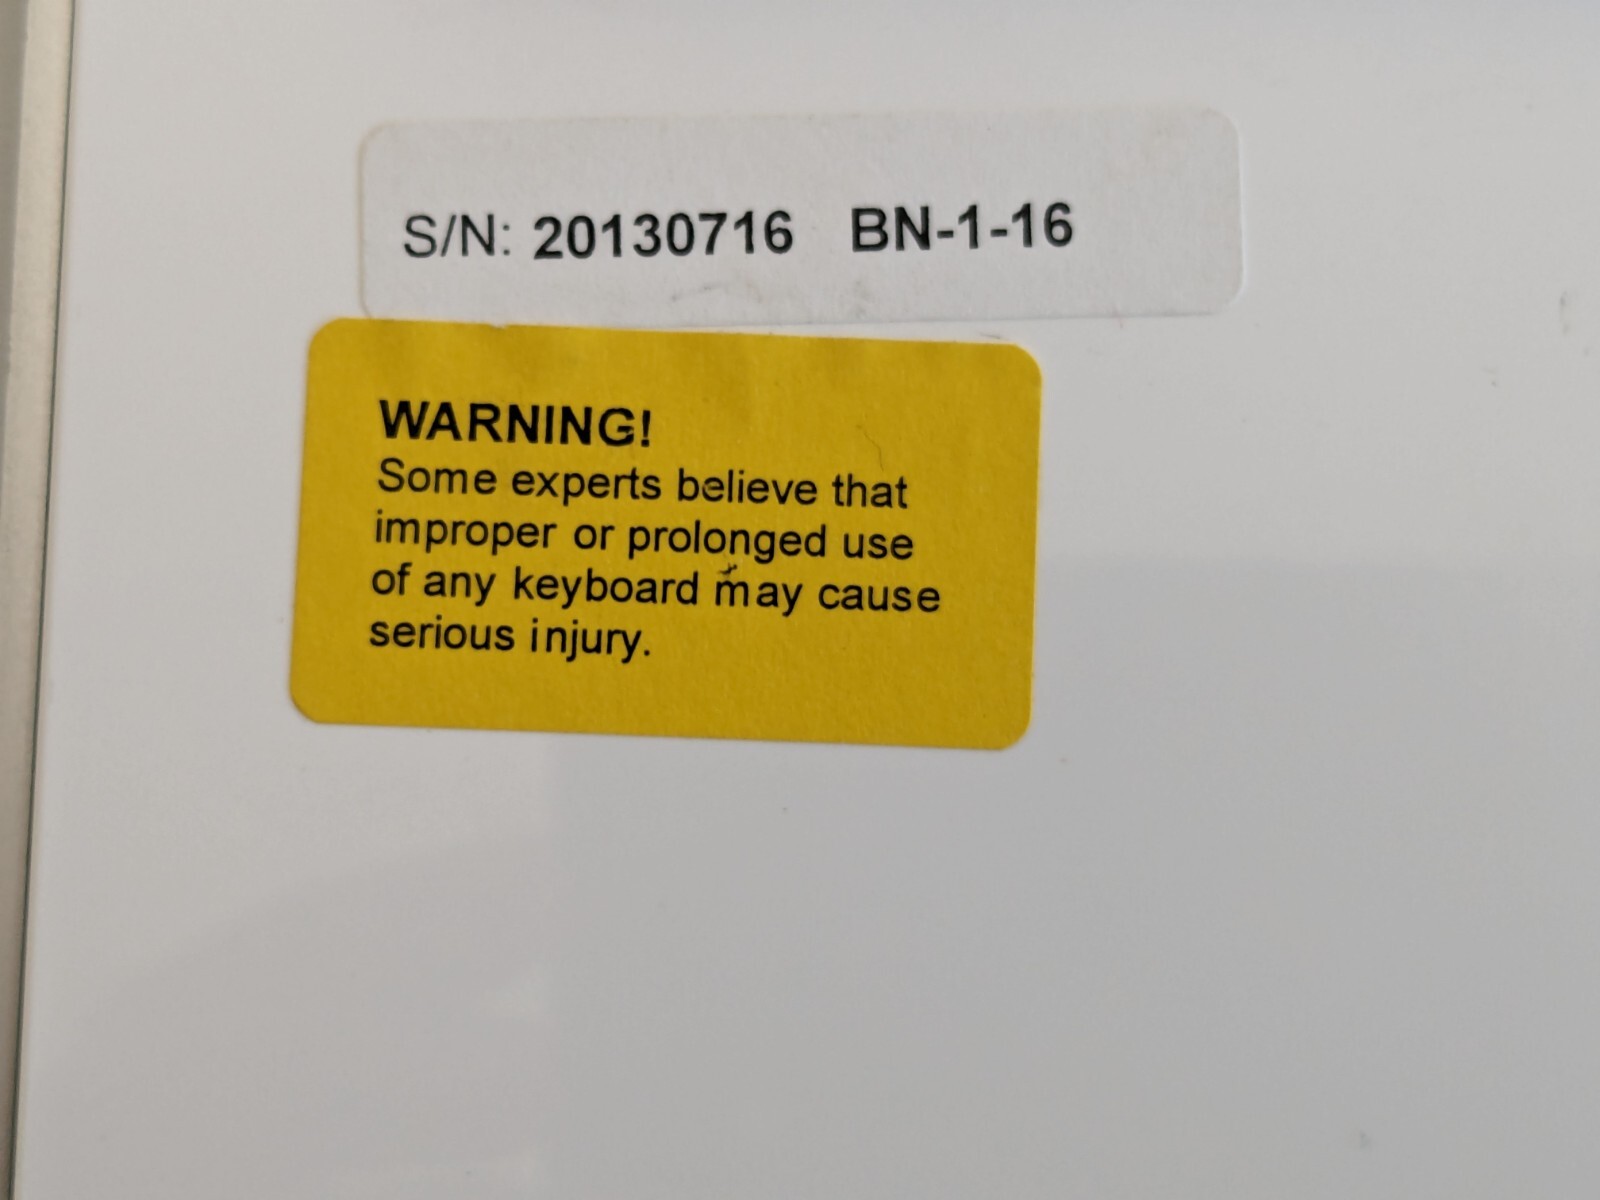 S/N: 20130716 BN-1-16
WARNING!
Some experts believe that
improper or prolonged use
of any keyboard may cause
serious injury.